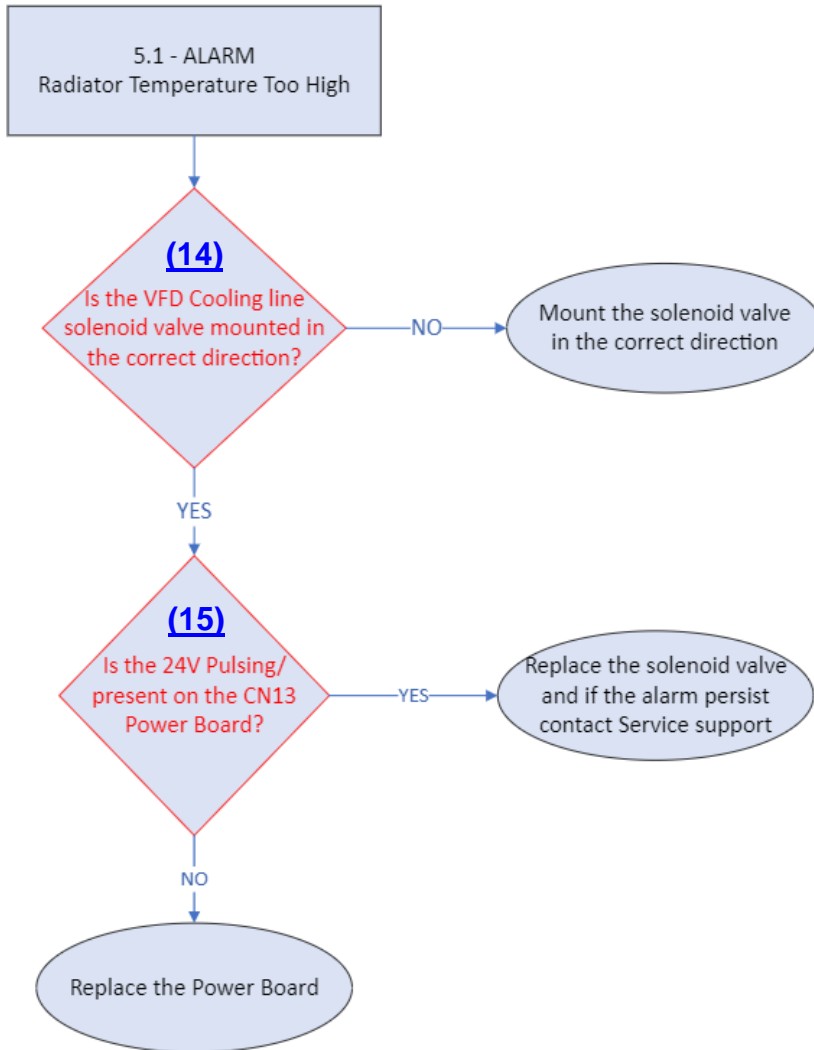 5.1 - ALARM
Radiator Temperature Too High
(14)
Is the VFD Cooling line
solenoid valve mounted in
the correct direction?
NO
Mount the solenoid valve
in the correct direction
YES
(15)
Is the 24V Pulsing/
present on the CN13
Power Board?
YES
Replace the solenoid valve
and if the alarm persist
contact Service support
NO
Replace the Power Board